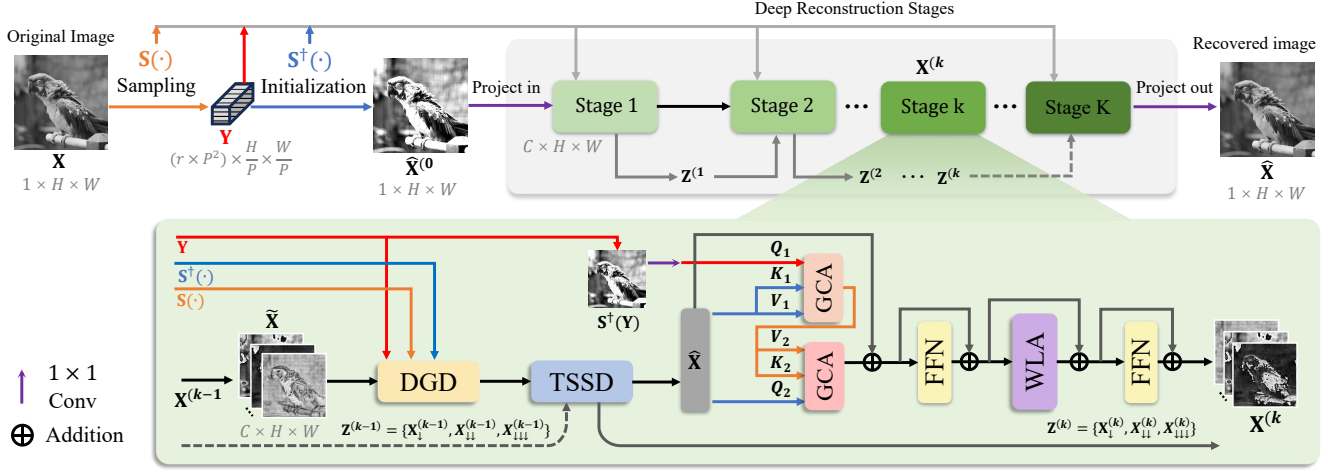 Deep Reconstruction Stages
Original Image
S(·)
S†(·)
Sampling
Initialization
Y
X
1 × H × W
(r × P²) × H/P × W/P
X̂⁽⁰
1 × H × W
Project in
Stage 1
Stage 2
···
X⁽ᵏ
Stage k
···
Stage K
C × H × W
Z⁽¹
Z⁽²
···
Z⁽ᵏ
Project out
Recovered image
X̂
1 × H × W
Y
S†(·)
S(·)
X̃
X⁽ᵏ⁻¹
C × H × W
DGD
TSSD
S†(Y)
X̂
Q₁
K₁
V₁
GCA
V₂
K₂
Q₂
GCA
FFN
WLA
FFN
X⁽ᵏ
Z⁽ᵏ⁻¹⁾ = {X↓⁽ᵏ⁻¹⁾, X↓↓⁽ᵏ⁻¹⁾, X↓↓↓⁽ᵏ⁻¹⁾}
Z⁽ᵏ⁾ = {X↓⁽ᵏ⁾, X↓↓⁽ᵏ⁾, X↓↓↓⁽ᵏ⁾}
1 × 1
Conv
Addition